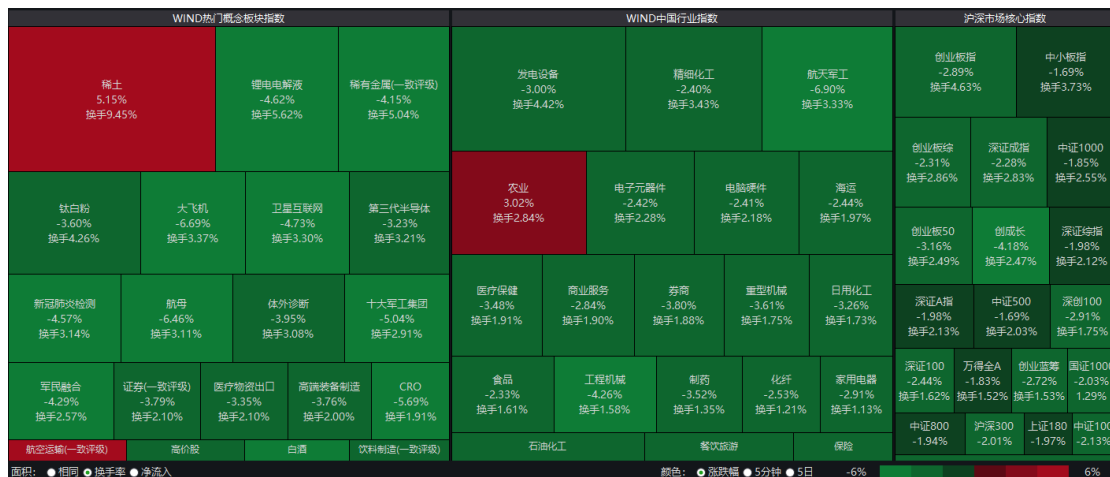 WIND热门概念板块指数
稀土
5.15%
换手9.45%
锂电电解液
-4.62%
换手5.62%
稀有金属(一致评级)
-4.15%
换手5.04%
钛白粉
-3.60%
换手4.26%
大飞机
-6.69%
换手3.37%
卫星互联网
-4.73%
换手3.30%
第三代半导体
-3.23%
换手3.21%
新冠肺炎检测
-4.57%
换手3.14%
航母
-6.46%
换手3.11%
体外诊断
-3.95%
换手3.08%
十大军工集团
-5.04%
换手2.91%
军民融合
-4.29%
换手2.57%
证券(一致评级)
-3.79%
换手2.10%
医疗物资出口
-3.35%
换手2.10%
高端装备制造
-3.76%
换手2.00%
CRO
-5.69%
换手1.91%
航空运输(一致评级)
高价股
白酒
饮料制造(一致评级)
WIND中国行业指数
发电设备
-3.00%
换手4.42%
精细化工
-2.40%
换手3.43%
航天军工
-6.90%
换手3.33%
农业
3.02%
换手2.84%
电子元器件
-2.42%
换手2.28%
电脑硬件
-2.41%
换手2.18%
海运
-2.44%
换手1.97%
医疗保健
-3.48%
换手1.91%
商业服务
-2.84%
换手1.90%
券商
-3.80%
换手1.88%
重型机械
-3.61%
换手1.75%
日用化工
-3.26%
换手1.73%
食品
-2.33%
换手1.61%
工程机械
-4.26%
换手1.58%
制药
-3.52%
换手1.35%
化纤
-2.53%
换手1.21%
家用电器
-2.91%
换手1.13%
石油化工
餐饮旅游
保险
沪深市场核心指数
创业板指
-2.89%
换手4.63%
中小板指
-1.69%
换手3.73%
创业板综
-2.31%
换手2.86%
深证成指
-2.28%
换手2.83%
中证1000
-1.85%
换手2.55%
创业板50
-3.16%
换手2.49%
创成长
-4.18%
换手2.47%
深证综指
-1.98%
换手2.12%
深证A指
-1.98%
换手2.13%
中证500
-1.69%
换手2.03%
深创100
-2.91%
换手1.75%
深证100
-2.44%
换手1.62%
万得全A
-1.83%
换手1.52%
创业蓝筹
-2.72%
换手1.53%
国证1000
-2.03%
1.29%
中证800
-1.94%
沪深300
-2.01%
上证180
-1.97%
中证100
-2.13%
面积： 相同 换手率 净流入
颜色： 涨跌幅 5分钟 5日 -6% 6%